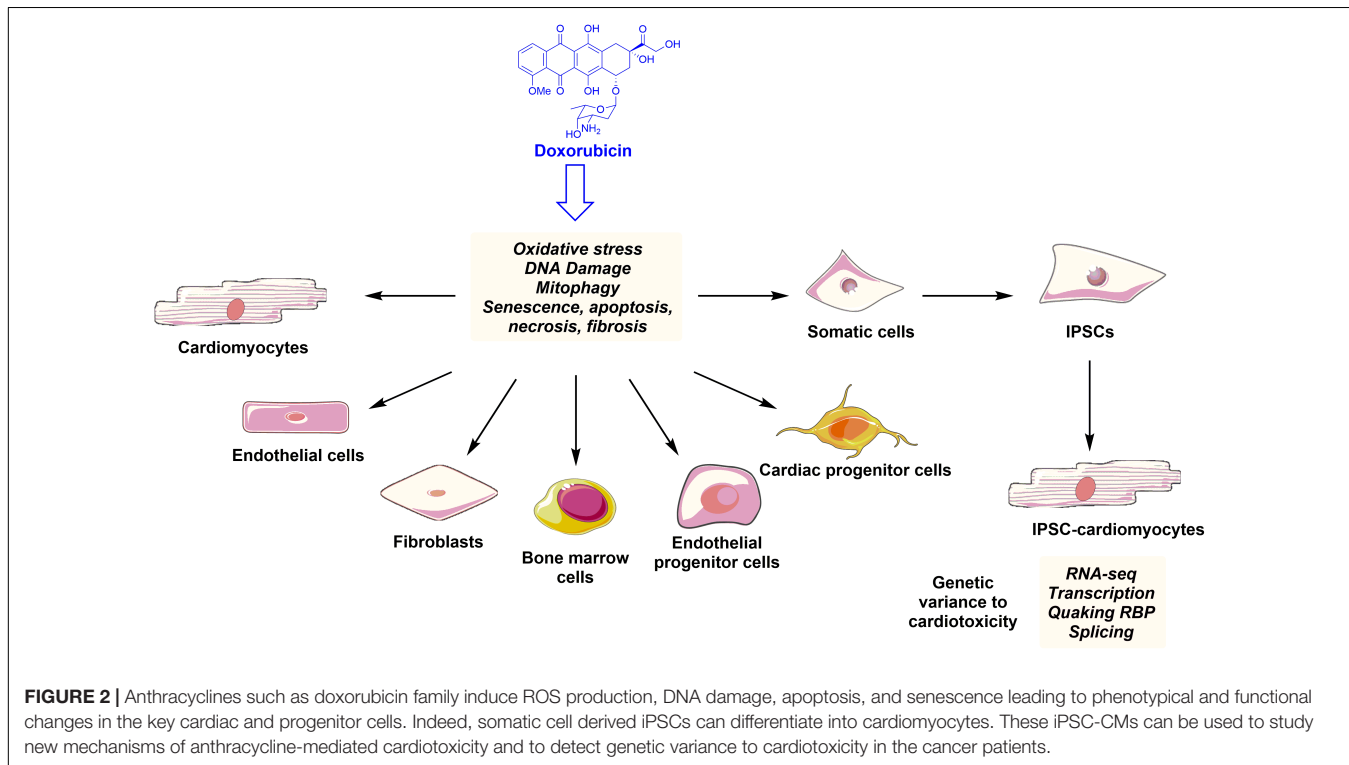 O
OH
O
OH
OH
OMe
O
OH
O
O
HO
NH2
Doxorubicin
Oxidative stress
DNA Damage
Mitophagy
Senescence, apoptosis,
necrosis, fibrosis
Cardiomyocytes
Somatic cells
IPSCs
Endothelial cells
Fibroblasts
Bone marrow
cells
Endothelial
progenitor cells
Cardiac progenitor cells
IPSC-cardiomyocytes
Genetic
variance to
cardiotoxicity
RNA-seq
Transcription
Quaking RBP
Splicing
FIGURE 2 | Anthracyclines such as doxorubicin family induce ROS production, DNA damage, apoptosis, and senescence leading to phenotypical and functional
changes in the key cardiac and progenitor cells. Indeed, somatic cell derived iPSCs can differentiate into cardiomyocytes. These iPSC-CMs can be used to study
new mechanisms of anthracycline-mediated cardiotoxicity and to detect genetic variance to cardiotoxicity in the cancer patients.